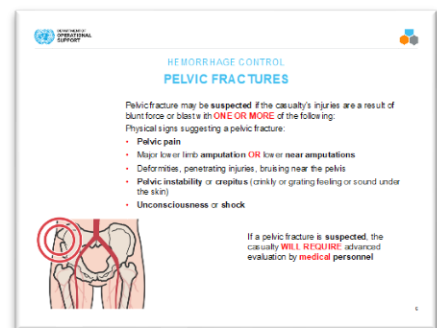 DEPARTMENT OF
OPERATIONAL
SUPPORT
HEMORRHAGE CONTROL
PELVIC FRACTURES
Pelvic fracture may be suspected if the casualty's injuries are a result of
blunt force or blast with ONE OR MORE of the following:
Physical signs suggesting a pelvic fracture:
• Pelvic pain
• Major lower limb amputation OR lower near amputations
• Deformities, penetrating injuries, bruising near the pelvis
• Pelvic instability or crepitus (crinkly or grating feeling or sound under
the skin)
• Unconsciousness or shock
If a pelvic fracture is suspected, the
casualty WILL REQUIRE advanced
evaluation by medical personnel